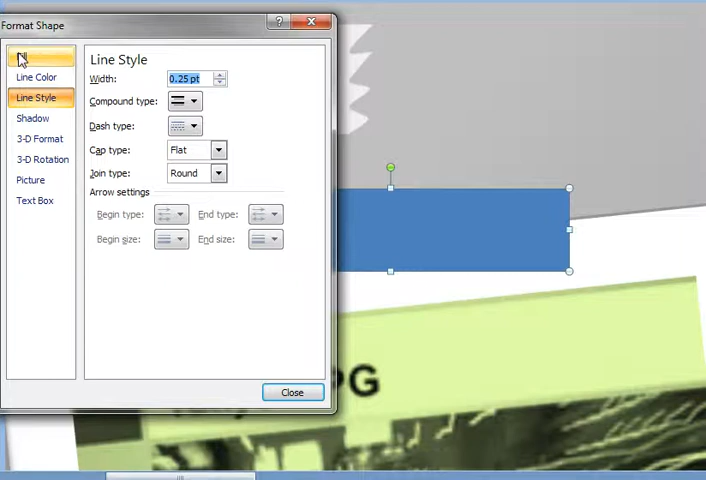 Format Shape
Line Color
Line Style
Shadow
3-D Format
3-D Rotation
Picture
Text Box
Line Style
Width: 0.25 pt
Compound type:
Dash type:
Cap type: Flat
Join type: Round
Arrow settings
Begin type: End type:
Begin size: End size:
Close
PG